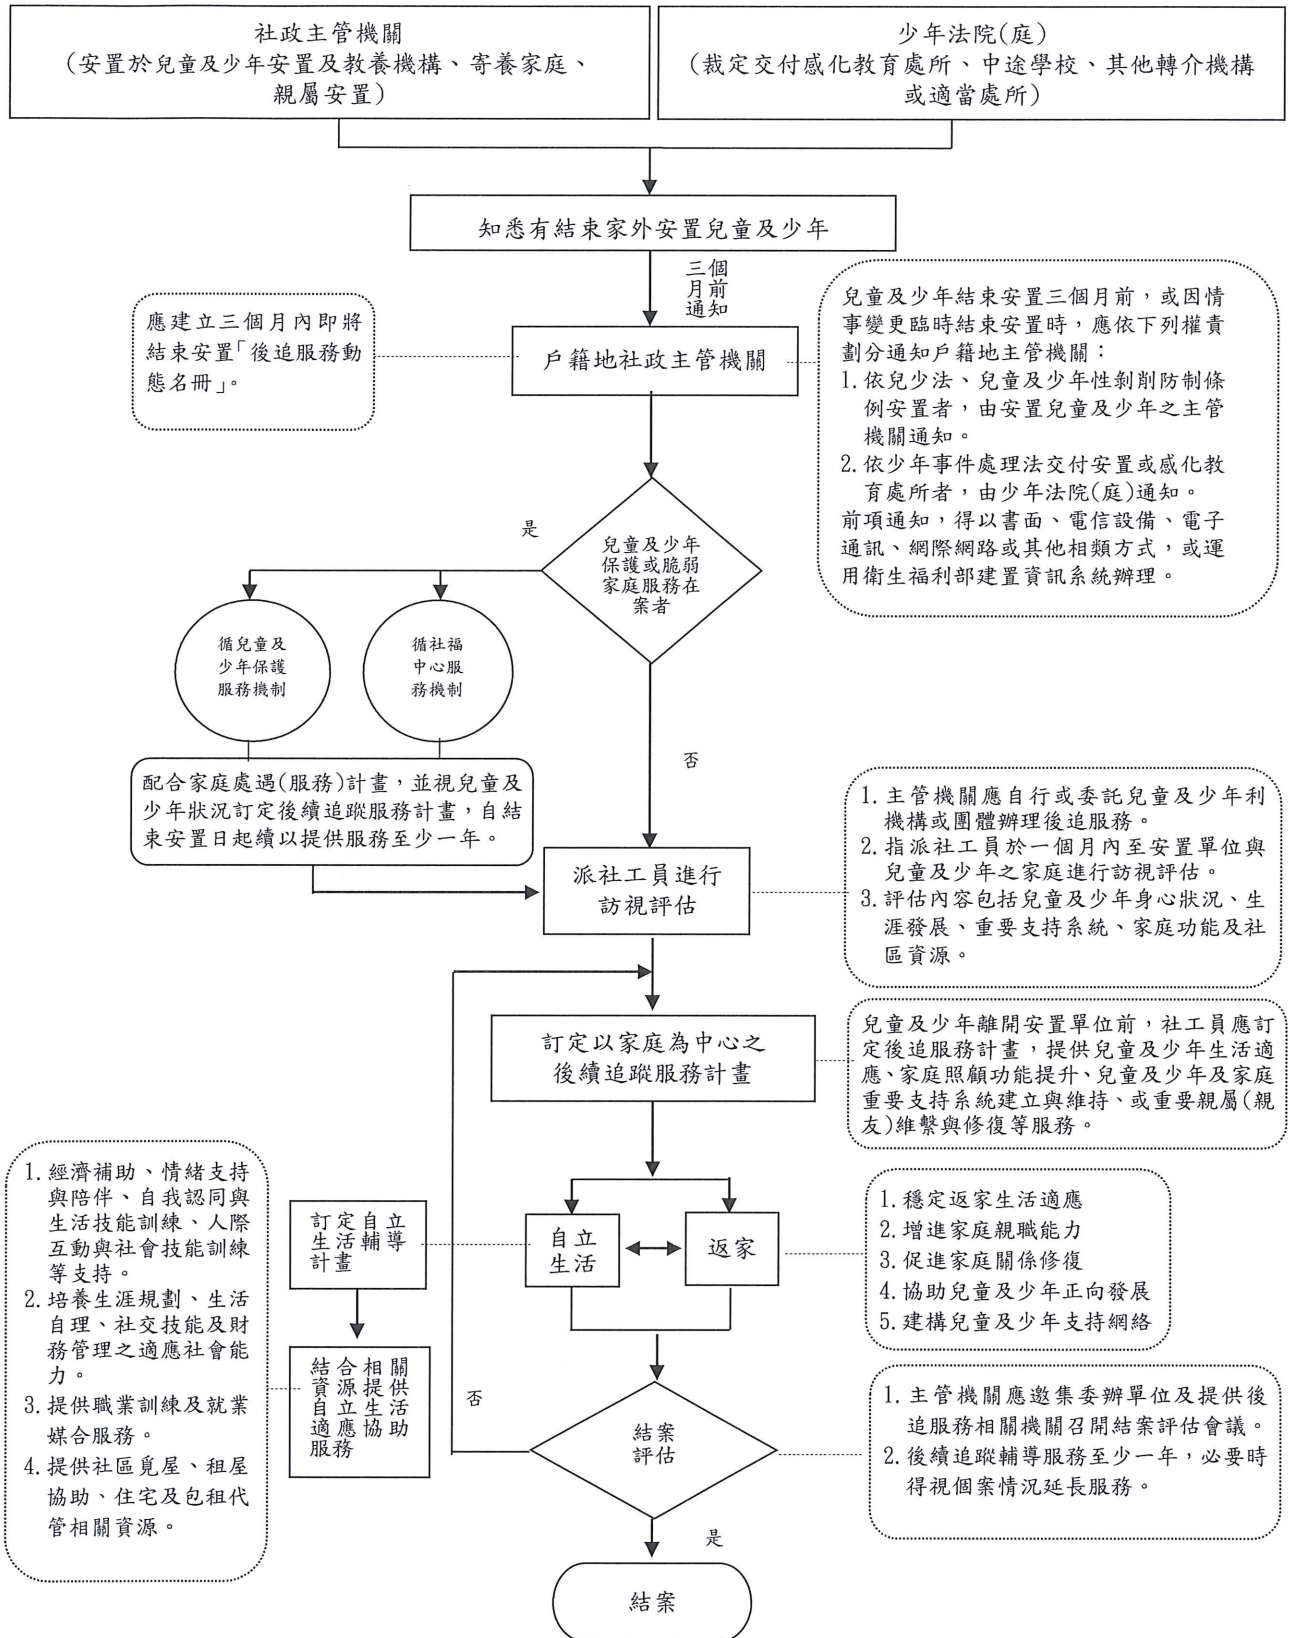 社政主管機關
(安置於兒童及少年安置及教養機構、寄養家庭、
親屬安置)
少年法院(庭)
(裁定交付感化教育處所、中途學校、其他轉介機構
或適當處所)
知悉有結束家外安置兒童及少年
三個
月前
通知
應建立三個月內即將
結束安置「後追服務動
態名冊」。
戶籍地社政主管機關
兒童及少年結束安置三個月前，或因情
事變更臨時結束安置時，應依下列權責
劃分通知戶籍地主管機關：
1. 依兒少法、兒童及少年性剝削防制條
例安置者，由安置兒童及少年之主管
機關通知。
2. 依少年事件處理法交付安置或感化教
育處所者，由少年法院(庭)通知。
前項通知，得以書面、電信設備、電子
通訊、網際網路或其他相類方式，或運
用衛生福利部建置資訊系統辦理。
是
兒童及少年
保護或脆弱
家庭服務在
案者
循兒童及
少年保護
服務機制
循社福
中心服
務機制
否
配合家庭處遇(服務)計畫，並視兒童及
少年狀況訂定後續追蹤服務計畫，自結
束安置日起續以提供服務至少一年。
派社工員進行
訪視評估
1. 主管機關應自行或委託兒童及少年利
機構或團體辦理後追服務。
2. 指派社工員於一個月內至安置單位與
兒童及少年之家庭進行訪視評估。
3. 評估內容包括兒童及少年身心狀況、生
涯發展、重要支持系統、家庭功能及社
區資源。
訂定以家庭為中心之
後續追蹤服務計畫
兒童及少年離開安置單位前，社工員應訂
定後追服務計畫，提供兒童及少年生活適
應、家庭照顧功能提升、兒童及少年及家庭
重要支持系統建立與維持、或重要親屬(親
友)維繫與修復等服務。
1. 經濟補助、情緒支持
與陪伴、自我認同與
生活技能訓練、人際
互動與社會技能訓練
等支持。
2. 培養生涯規劃、生活
自理、社交技能及財
務管理之適應社會能
力。
3. 提供職業訓練及就業
媒合服務。
4. 提供社區覓屋、租屋
協助、住宅及包租代
管相關資源。
訂定自立
生活輔導
計畫
結合相關
資源提供
自立生活
適應協助
服務
自立
生活
返家
1. 穩定返家生活適應
2. 增進家庭親職能力
3. 促進家庭關係修復
4. 協助兒童及少年正向發展
5. 建構兒童及少年支持網絡
否
結案
評估
1. 主管機關應邀集委辦單位及提供後
追服務相關機關召開結案評估會議。
2. 後續追蹤輔導服務至少一年，必要時
得視個案情況延長服務。
是
結案